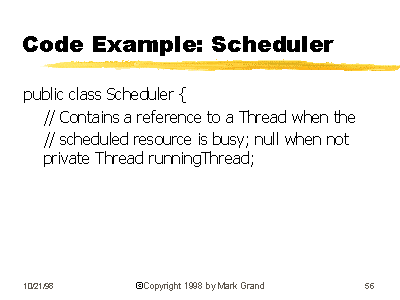 Code Example: Scheduler
public class Scheduler {
// Contains a reference to a Thread when the
// scheduled resource is busy; null when not
private Thread runningThread;
10/21/98 ©Copyright 1998 by Mark Grand 56